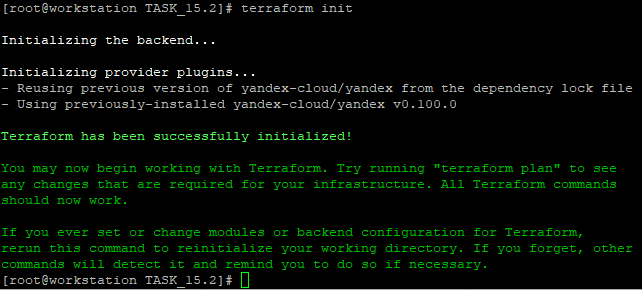 [root@workstation TASK_15.2]# terraform init
Initializing the backend...
Initializing provider plugins...
- Reusing previous version of yandex-cloud/yandex from the dependency lock file
- Using previously-installed yandex-cloud/yandex v0.100.0
Terraform has been successfully initialized!
You may now begin working with Terraform. Try running "terraform plan" to see
any changes that are required for your infrastructure. All Terraform commands
should now work.
If you ever set or change modules or backend configuration for Terraform,
rerun this command to reinitialize your working directory. If you forget, other
commands will detect it and remind you to do so if necessary.
[root@workstation TASK_15.2]#